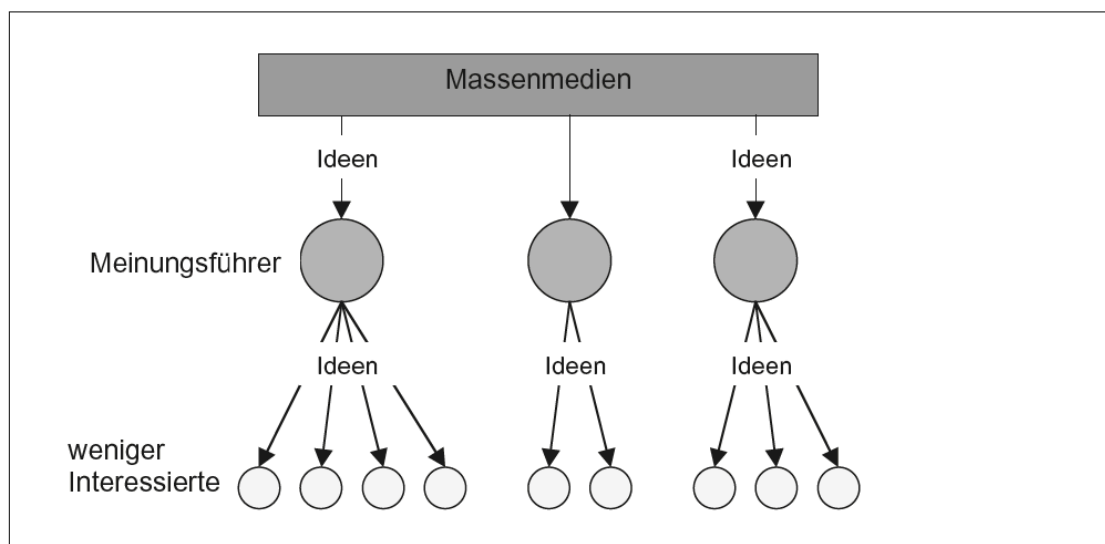 Massenmedien
Ideen
Ideen
Meinungsführer
Ideen
Ideen
Ideen
weniger
Interessierte